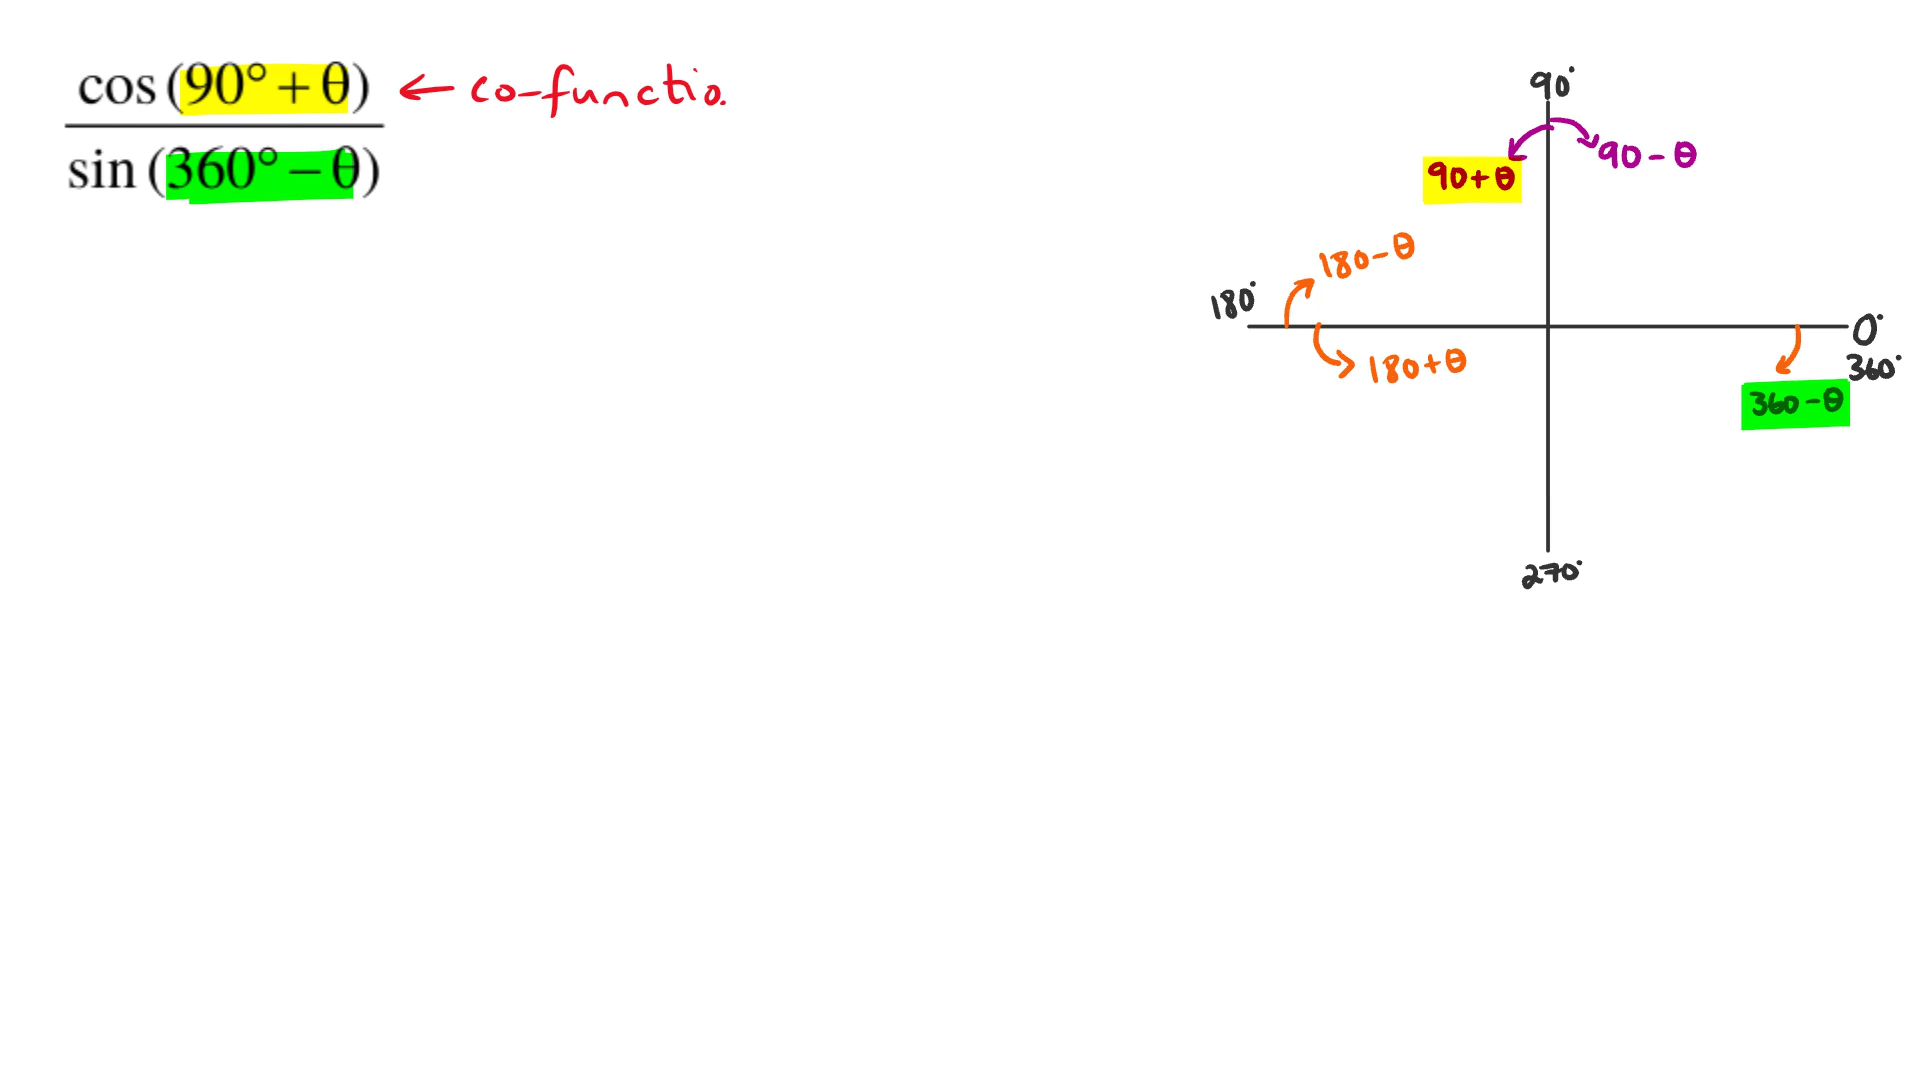 cos (90° + θ) ← co-functio.
sin (360° − θ)
90°
90 - θ
90 + θ
180 - θ
180°
0°
180 + θ
360°
360 - θ
270°